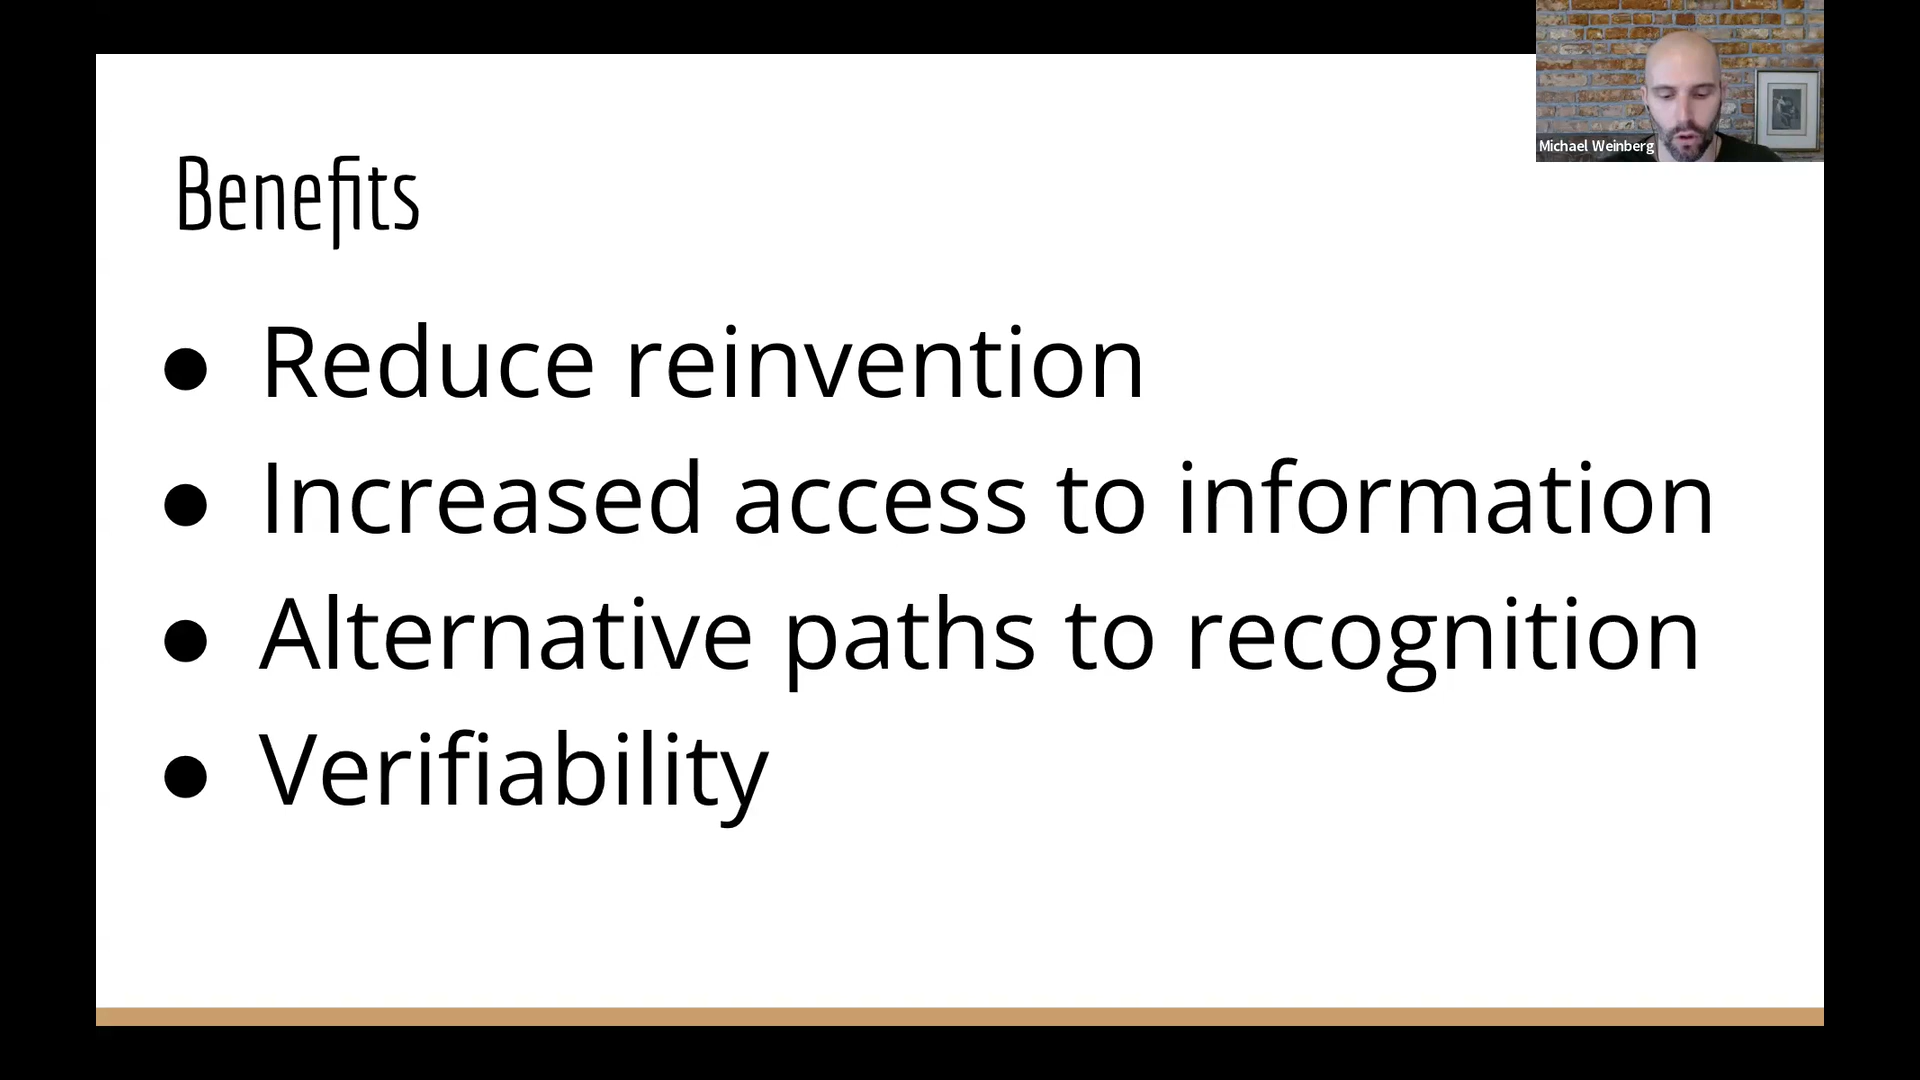 Michael Weinberg
Benefits
● Reduce reinvention
● Increased access to information
● Alternative paths to recognition
● Verifiability